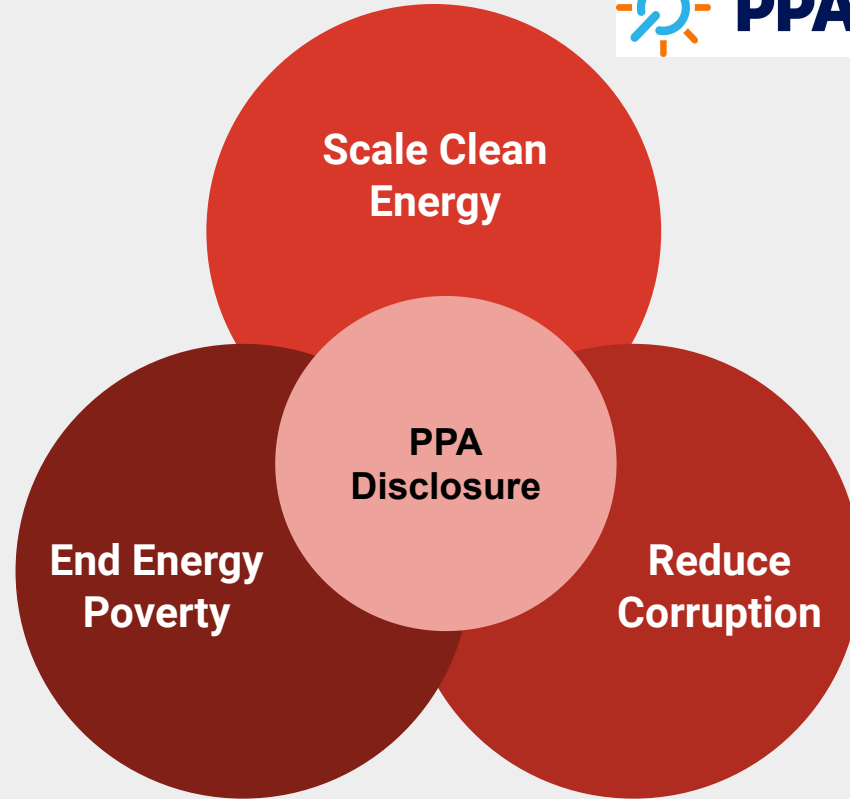 PPA
Scale Clean
Energy
PPA
Disclosure
End Energy
Poverty
Reduce
Corruption